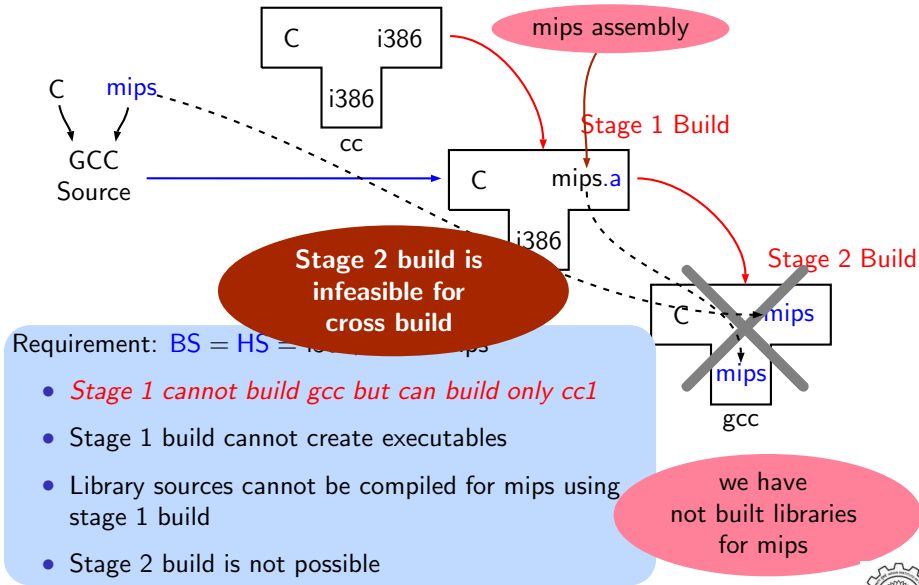 C i386
i386
cc
mips assembly
C mips
GCC
Source
Stage 1 Build
C mips.a
i386
Stage 2 build is
infeasible for
cross build
Stage 2 Build
C mips
mips
gcc
Requirement: BS = HS =
• Stage 1 cannot build gcc but can build only cc1
• Stage 1 build cannot create executables
• Library sources cannot be compiled for mips using
stage 1 build
• Stage 2 build is not possible
we have
not built libraries
for mips